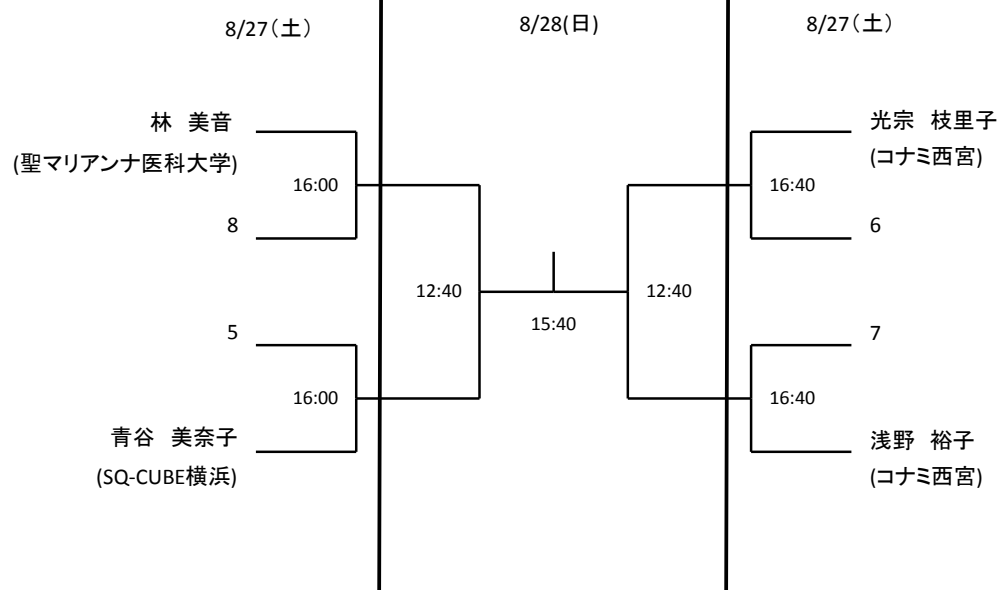 8/27(土)
8/28(日)
8/27(土)
林　美音
(聖マリアンナ医科大学)
16:00
8
5
16:00
青谷　美奈子
(SQ-CUBE横浜)
12:40
15:40
12:40
光宗　枝里子
(コナミ西宮)
16:40
6
7
16:40
浅野　裕子
(コナミ西宮)